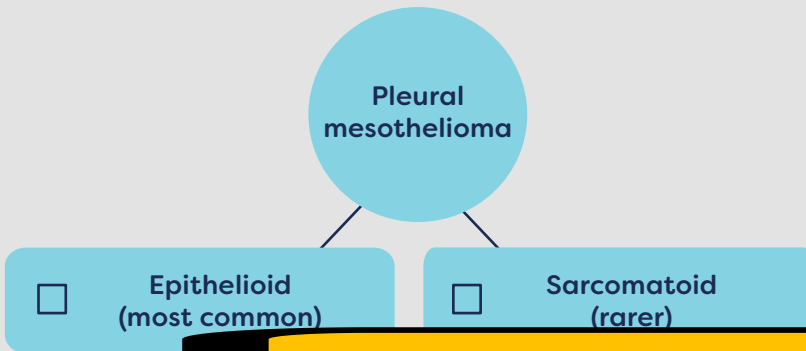 Pleural
mesothelioma
Epithelioid
(most common)
Sarcomatoid
(rarer)